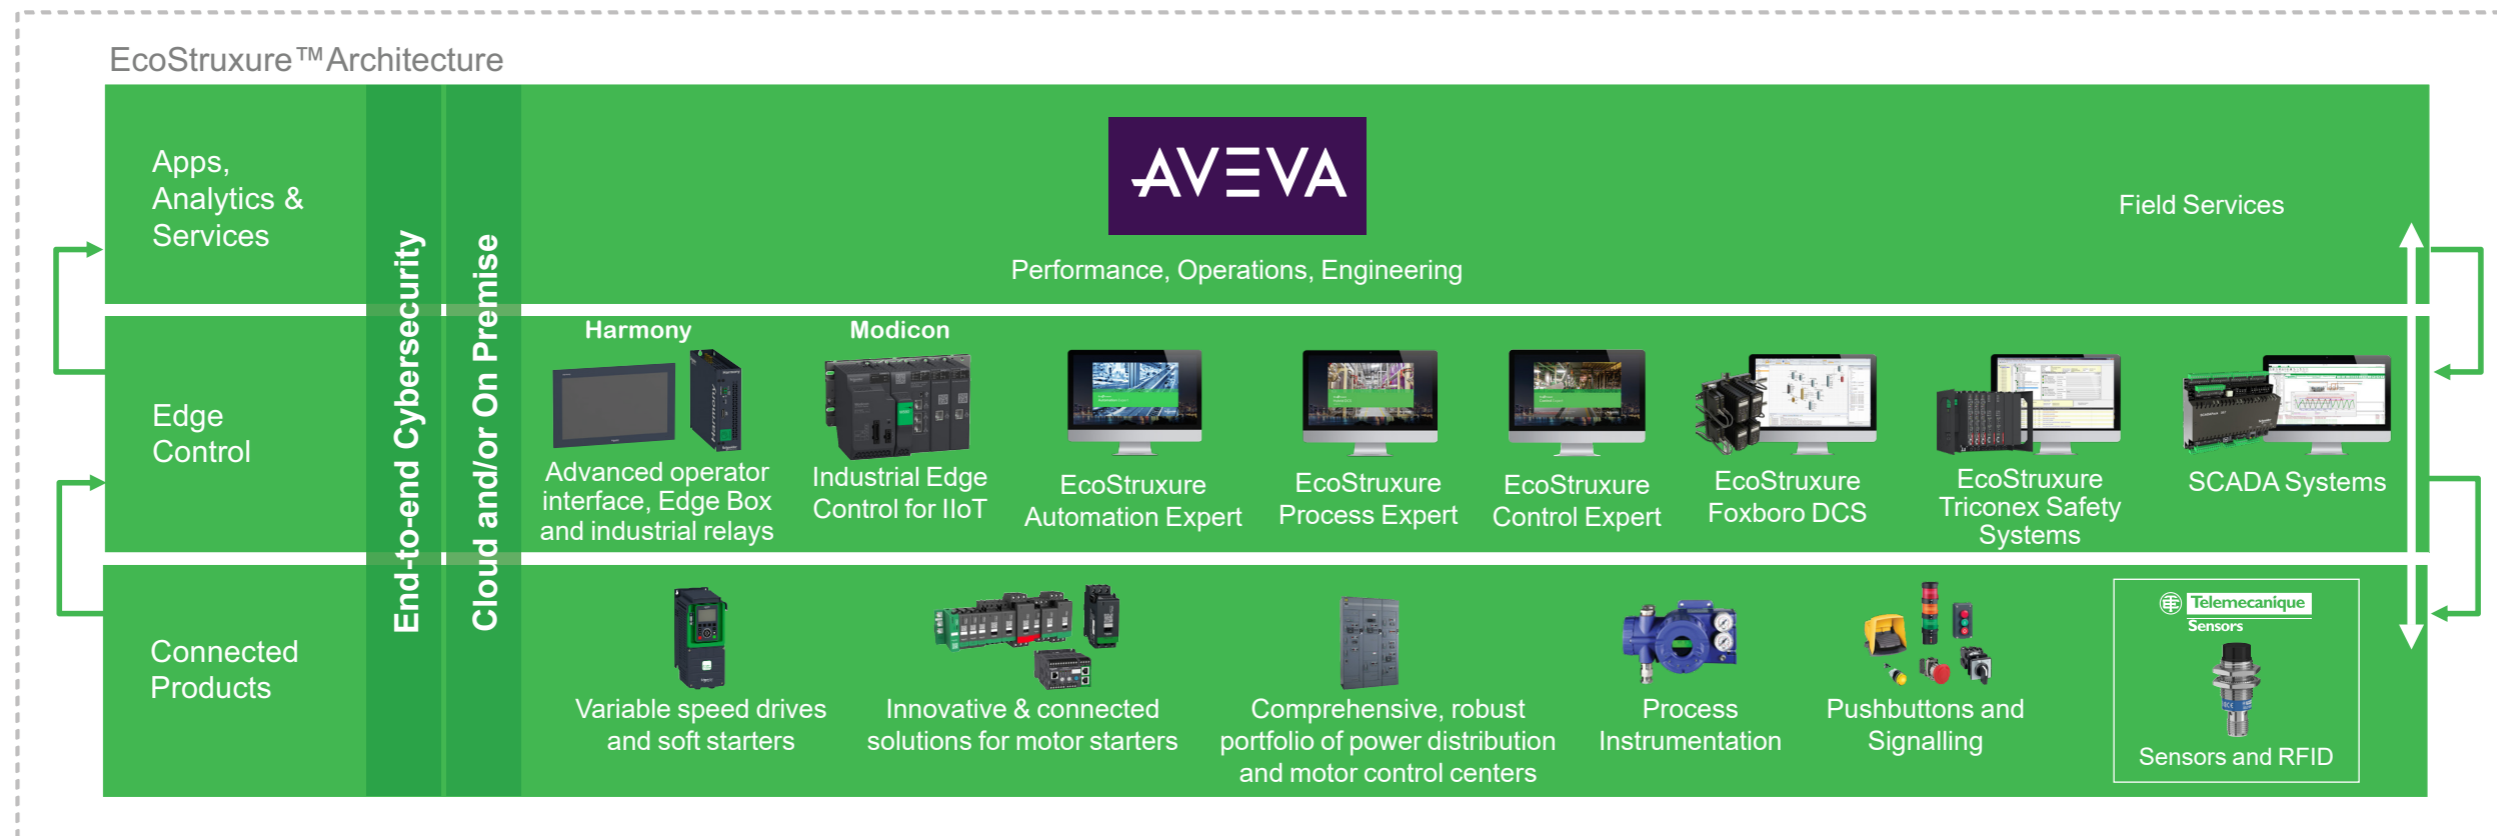 EcoStruxure™Architecture
Apps,
Analytics &
Services
AVEVA
Performance, Operations, Engineering
Field Services
End-to-end Cybersecurity
Cloud and/or On Premise
Edge
Control
Harmony
Harmony
Advanced operator
interface, Edge Box
and industrial relays
Modicon
Industrial Edge
Control for IIoT
EcoStruxure
Automation Expert
EcoStruxure
Process Expert
EcoStruxure
Control Expert
EcoStruxure
Foxboro DCS
EcoStruxure
Triconex Safety
Systems
SCADA Systems
Connected
Products
Variable speed drives
and soft starters
Innovative & connected
solutions for motor starters
Comprehensive, robust
portfolio of power distribution
and motor control centers
Process
Instrumentation
Pushbuttons and
Signalling
Telemecanique
Sensors
Sensors and RFID